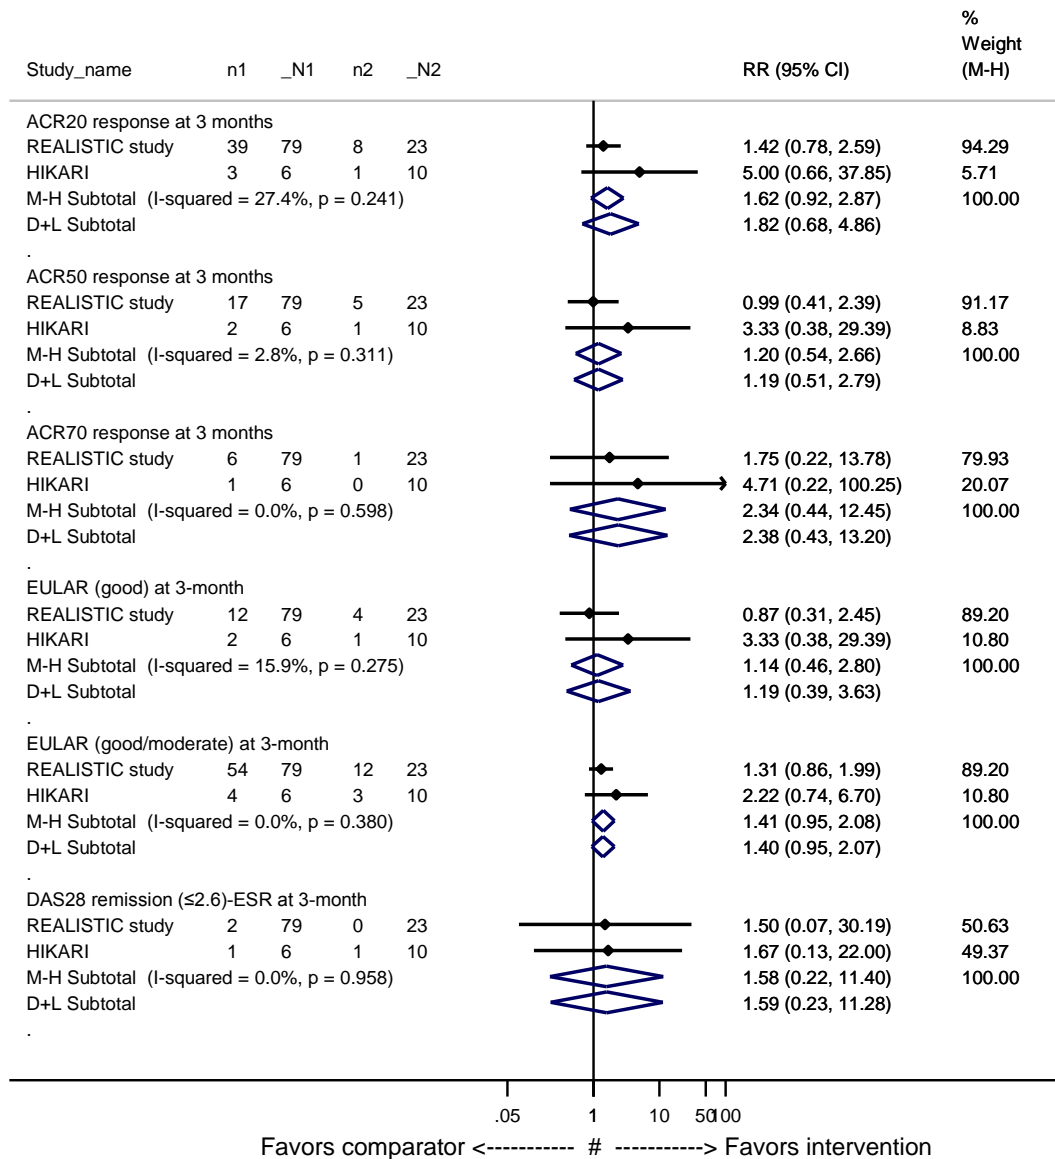 %
Weight
Study_name n1 _N1 n2 _N2 RR (95% CI) (M-H)
ACR20 response at 3 months
REALISTIC study 39 79 8 23 1.42 (0.78, 2.59) 94.29
HIKARI 3 6 1 10 5.00 (0.66, 37.85) 5.71
M-H Subtotal (I-squared = 27.4%, p = 0.241) 1.62 (0.92, 2.87) 100.00
D+L Subtotal 1.82 (0.68, 4.86)
.
ACR50 response at 3 months
REALISTIC study 17 79 5 23 0.99 (0.41, 2.39) 91.17
HIKARI 2 6 1 10 3.33 (0.38, 29.39) 8.83
M-H Subtotal (I-squared = 2.8%, p = 0.311) 1.20 (0.54, 2.66) 100.00
D+L Subtotal 1.19 (0.51, 2.79)
.
ACR70 response at 3 months
REALISTIC study 6 79 1 23 1.75 (0.22, 13.78) 79.93
HIKARI 1 6 0 10 4.71 (0.22, 100.25) 20.07
M-H Subtotal (I-squared = 0.0%, p = 0.598) 2.34 (0.44, 12.45) 100.00
D+L Subtotal 2.38 (0.43, 13.20)
.
EULAR (good) at 3-month
REALISTIC study 12 79 4 23 0.87 (0.31, 2.45) 89.20
HIKARI 2 6 1 10 3.33 (0.38, 29.39) 10.80
M-H Subtotal (I-squared = 15.9%, p = 0.275) 1.14 (0.46, 2.80) 100.00
D+L Subtotal 1.19 (0.39, 3.63)
.
EULAR (good/moderate) at 3-month
REALISTIC study 54 79 12 23 1.31 (0.86, 1.99) 89.20
HIKARI 4 6 3 10 2.22 (0.74, 6.70) 10.80
M-H Subtotal (I-squared = 0.0%, p = 0.380) 1.41 (0.95, 2.08) 100.00
D+L Subtotal 1.40 (0.95, 2.07)
.
DAS28 remission (≤2.6)-ESR at 3-month
REALISTIC study 2 79 0 23 1.50 (0.07, 30.19) 50.63
HIKARI 1 6 1 10 1.67 (0.13, 22.00) 49.37
M-H Subtotal (I-squared = 0.0%, p = 0.958) 1.58 (0.22, 11.40) 100.00
D+L Subtotal 1.59 (0.23, 11.28)
.
.05 1 10 50 100
Favors comparator <----------- # -----------> Favors intervention